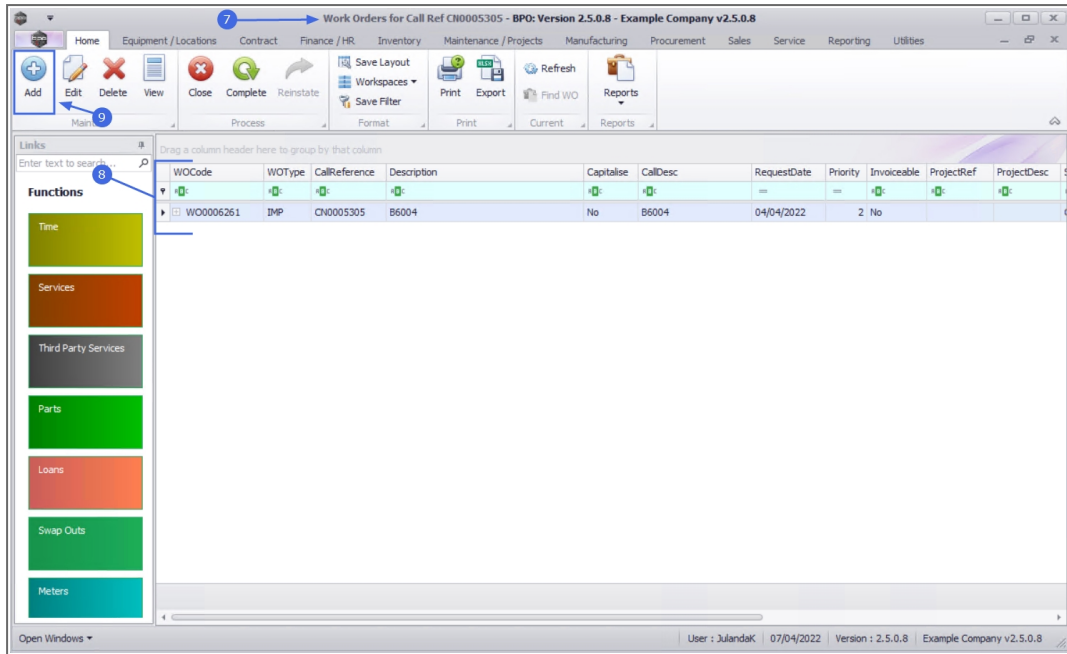 7
Work Orders for Call Ref CN0005305 - BPO: Version 2.5.0.8 - Example Company v2.5.0.8
Home Equipment / Locations Contract Finance / HR Inventory Maintenance / Projects Manufacturing Procurement Sales Service Reporting Utilities
Add Edit Delete View Close Complete Reinstate Save Layout Workspaces Save Filter Print Export Refresh Find WO Reports
9
Process Format Print Current Reports
Links
Drag a column header here to group by that column
Enter text to search...
8
WOCode WOType CallReference Description Capitalise CallDesc RequestDate Priority Invoiceable ProjectRef ProjectDesc
Functions
WO0006261 IMP CN0005305 B6004 No B6004 04/04/2022 2 No
Time
Services
Third Party Services
Parts
Loans
Swap Outs
Meters
Open Windows User : JulandaK 07/04/2022 Version : 2.5.0.8 Example Company v2.5.0.8